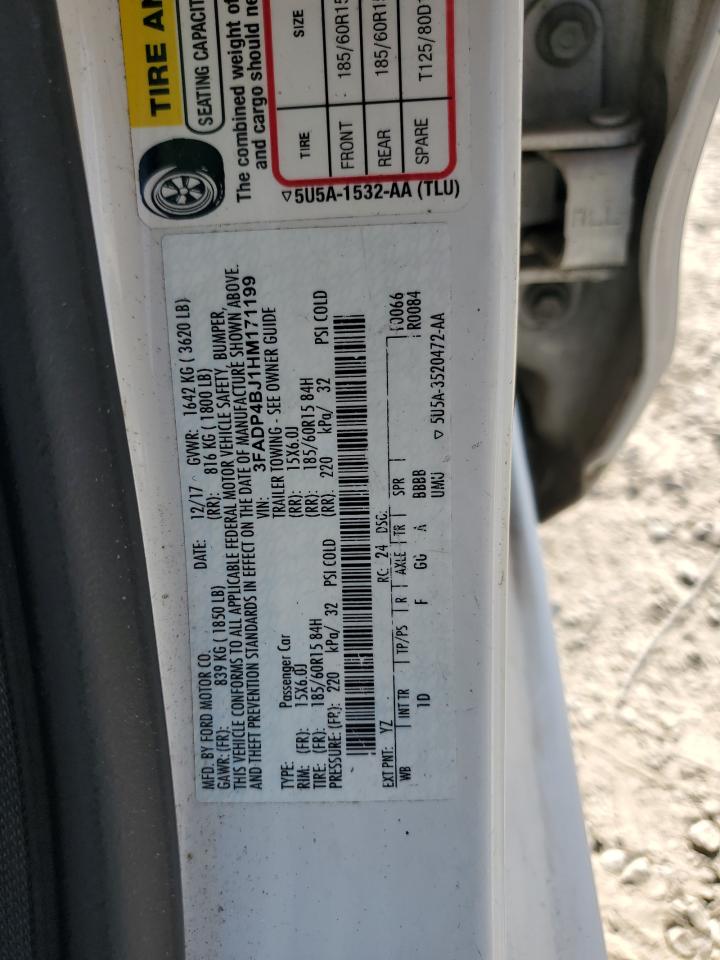 TIRE AN
SEATING CAPACIT
The combined weight of
and cargo should ne
TIRE SIZE
FRONT 185/60R15
REAR 185/60R15
SPARE T125/80D1
5U5A-1532-AA (TLU)
MFD. BY FORD MOTOR CO. DATE: 12/17 GVWR: 1642 KG ( 3620 LB)
GAWR: (FR): 839 KG ( 1850 LB) (RR): 816 KG ( 1800 LB)
THIS VEHICLE CONFORMS TO ALL APPLICABLE FEDERAL MOTOR VEHICLE SAFETY, BUMPER,
AND THEFT PREVENTION STANDARDS IN EFFECT ON THE DATE OF MANUFACTURE SHOWN ABOVE.
VIN: 3FADP4BJ1HM171199
TYPE: Passenger Car TRAILER TOWING - SEE OWNER GUIDE
RIM: (FR): 15X6.0J (RR): 15X6.0J
TIRE: (FR): 185/60R15 84H (RR): 185/60R15 84H
PRESSURE: (FR): 220 kPa/ 32 PSI COLD (RR): 220 kPa/ 32 PSI COLD
EXT PNT: YZ RC: 24 DSO:
WB INT TR TP/PS R AXLE TR SPR R0084
1D F GG A BBBB
UMJ 5U5A-3520472-AA